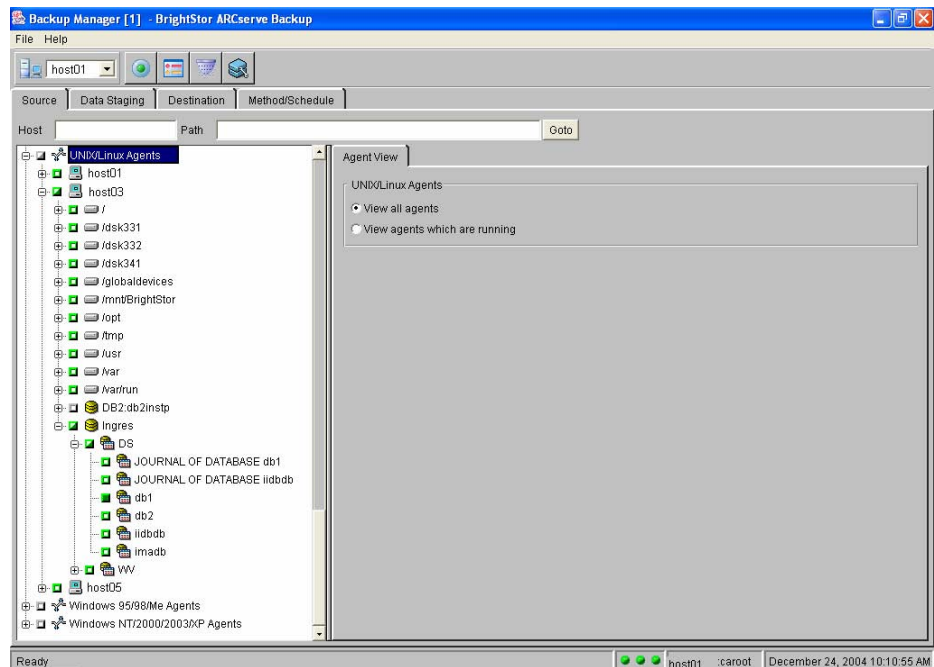 Backup Manager [1] - BrightStor ARCserve Backup
File Help
host01
Source Data Staging Destination Method/Schedule
Host Path Goto
UNIX/Linux Agents
host01
host03
/
/dsk331
/dsk332
/dsk341
/globaldevices
/mnt/BrightStor
/opt
/tmp
/usr
/var
/var/run
DB2:db2instp
Ingres
DS
JOURNAL OF DATABASE db1
JOURNAL OF DATABASE iidbdb
db1
db2
iidbdb
imadb
WV
host05
Windows 95/98/Me Agents
Windows NT/2000/2003/XP Agents
Agent View
UNIX/Linux Agents
View all agents
View agents which are running
Ready host01 :caroot December 24, 2004 10:10:55 AM